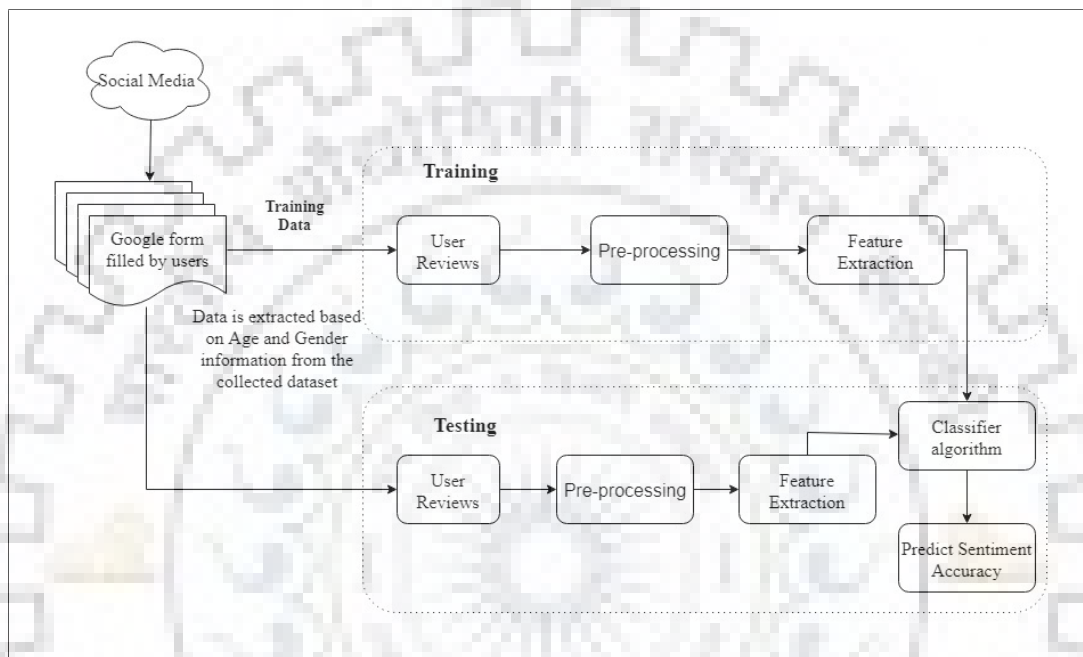 Social Media
Google form
filled by users
Training
Data
Data is extracted based
on Age and Gender
information from the
collected dataset
Training
User
Reviews
Pre-processing
Feature
Extraction
Testing
User
Reviews
Pre-processing
Feature
Extraction
Classifier
algorithm
Predict Sentiment
Accuracy